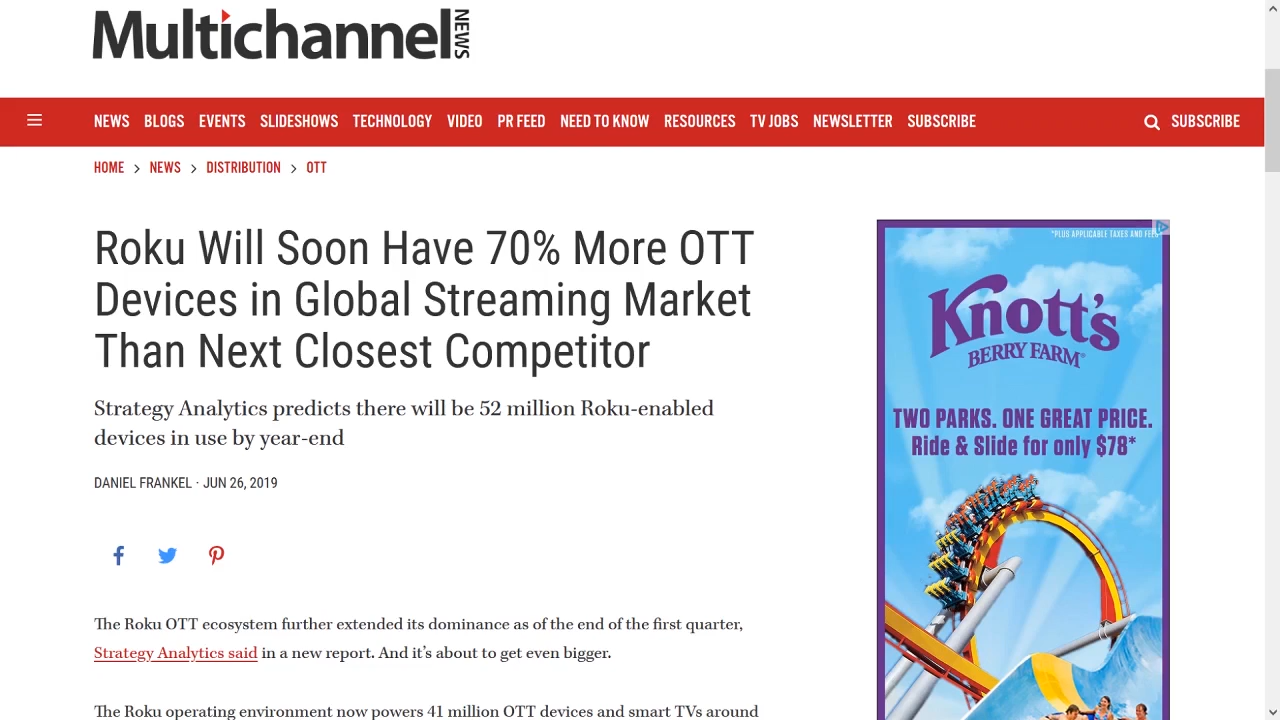 Multichannel NEWS
NEWS BLOGS EVENTS SLIDESHOWS TECHNOLOGY VIDEO PR FEED NEED TO KNOW RESOURCES TV JOBS NEWSLETTER SUBSCRIBE SUBSCRIBE
HOME > NEWS > DISTRIBUTION > OTT
Roku Will Soon Have 70% More OTT
Devices in Global Streaming Market
Than Next Closest Competitor
Strategy Analytics predicts there will be 52 million Roku-enabled
devices in use by year-end
DANIEL FRANKEL · JUN 26, 2019
The Roku OTT ecosystem further extended its dominance as of the end of the first quarter,
Strategy Analytics said in a new report. And it's about to get even bigger.
The Roku operating environment now powers 41 million OTT devices and smart TVs around
*PLUS APPLICABLE TAXES AND FEES
Knott's
BERRY FARM®
TWO PARKS. ONE GREAT PRICE.
Ride & Slide for only $78*